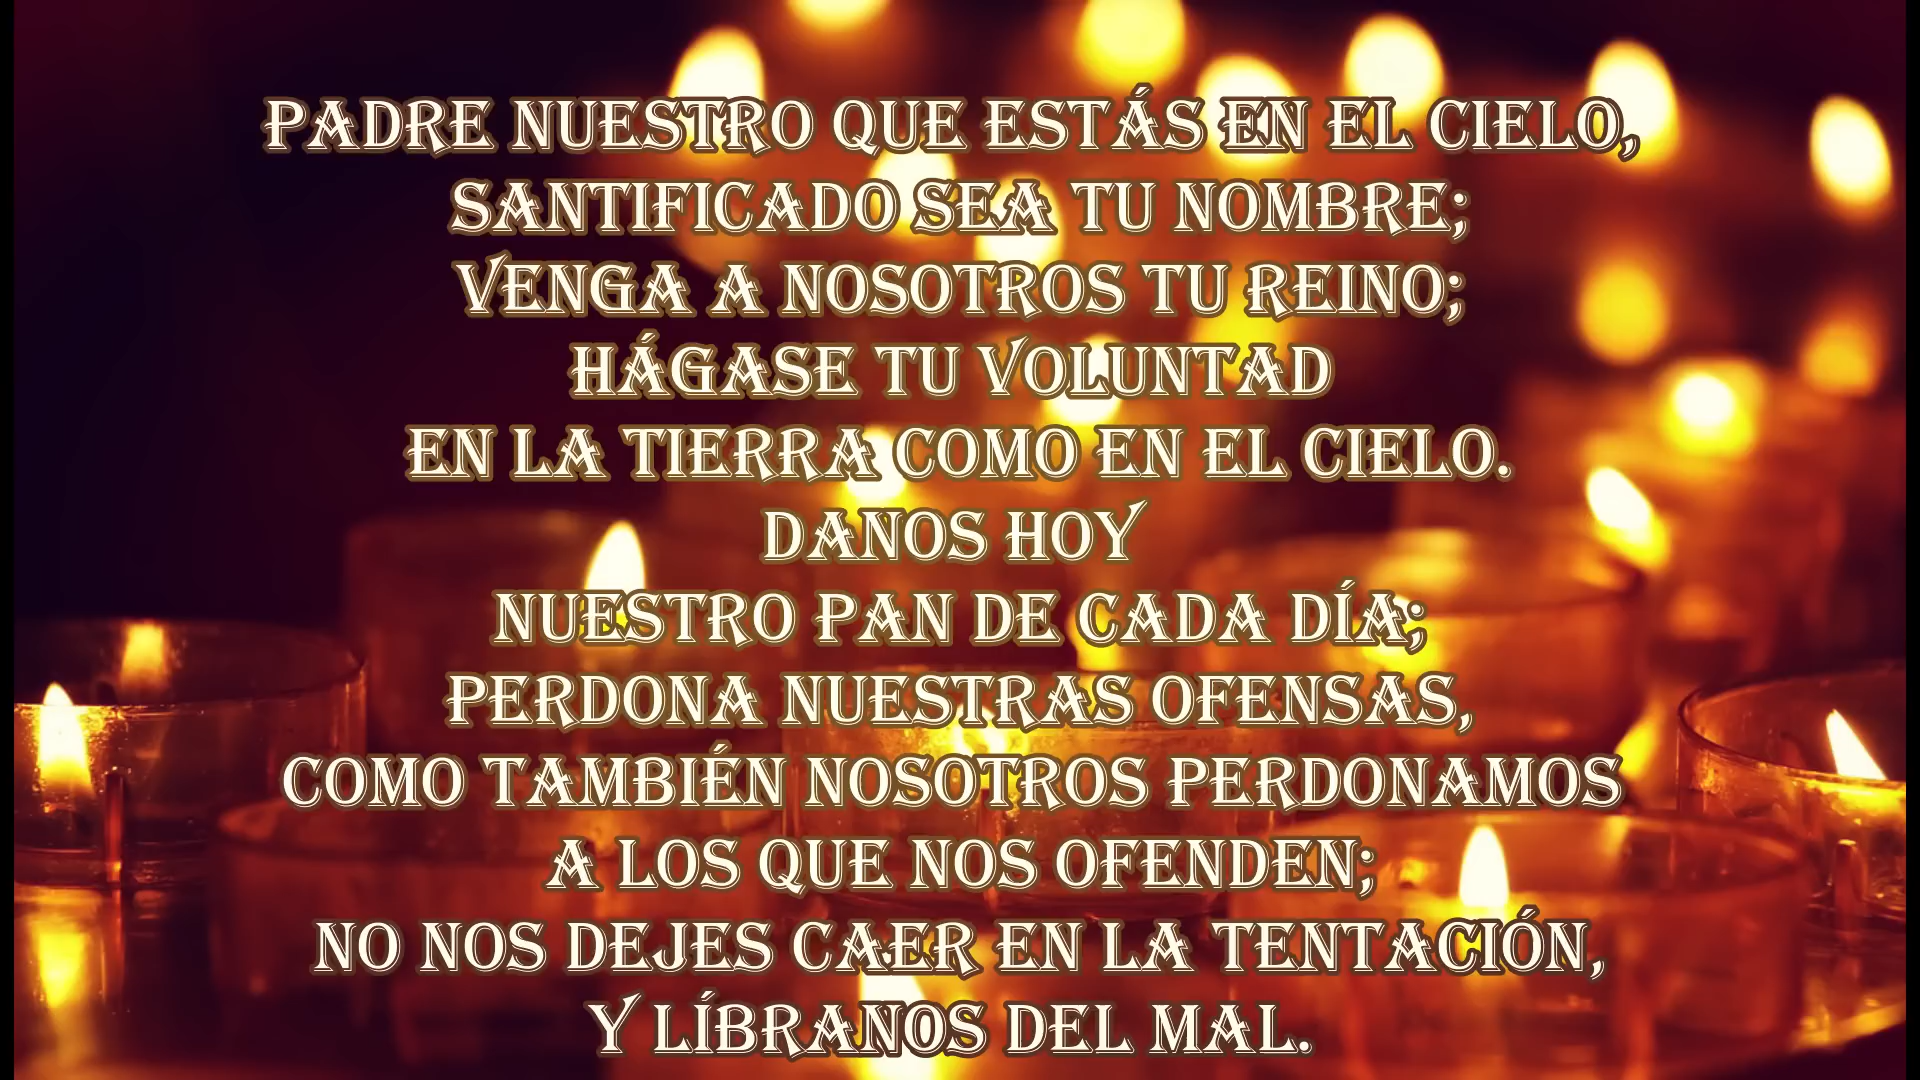 PADRE NUESTRO QUE ESTÁS EN EL CIELO,
SANTIFICADO SEA TU NOMBRE;
VENGA A NOSOTROS TU REINO;
HÁGASE TU VOLUNTAD
EN LA TIERRA COMO EN EL CIELO.
DANOS HOY
NUESTRO PAN DE CADA DÍA;
PERDONA NUESTRAS OFENSAS,
COMO TAMBIÉN NOSOTROS PERDONAMOS
A LOS QUE NOS OFENDEN;
NO NOS DEJES CAER EN LA TENTACIÓN,
Y LÍBRANOS DEL MAL.